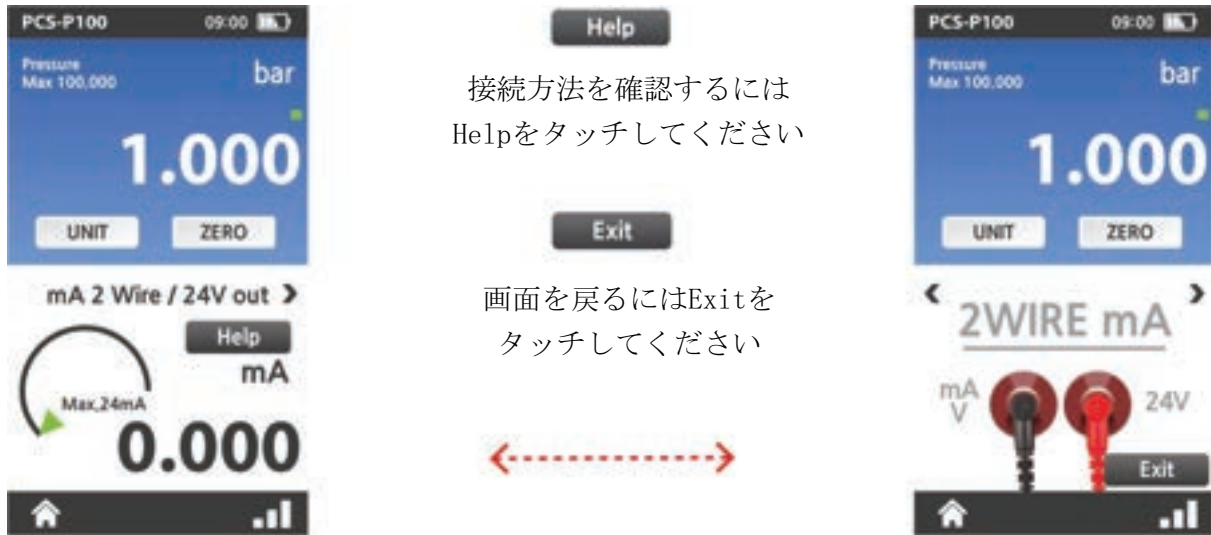 PCS-P100 09:00
Pressure
Max 100,000 bar
1.000
UNIT ZERO
mA 2 Wire / 24V out
Help
mA
Max.24mA
0.000
Help
接続方法を確認するには
Helpをタッチしてください
Exit
画面を戻るにはExitを
タッチしてください
PCS-P100 09:00
Pressure
Max 100,000 bar
1.000
UNIT ZERO
2WIRE mA
mA
V
24V
Exit